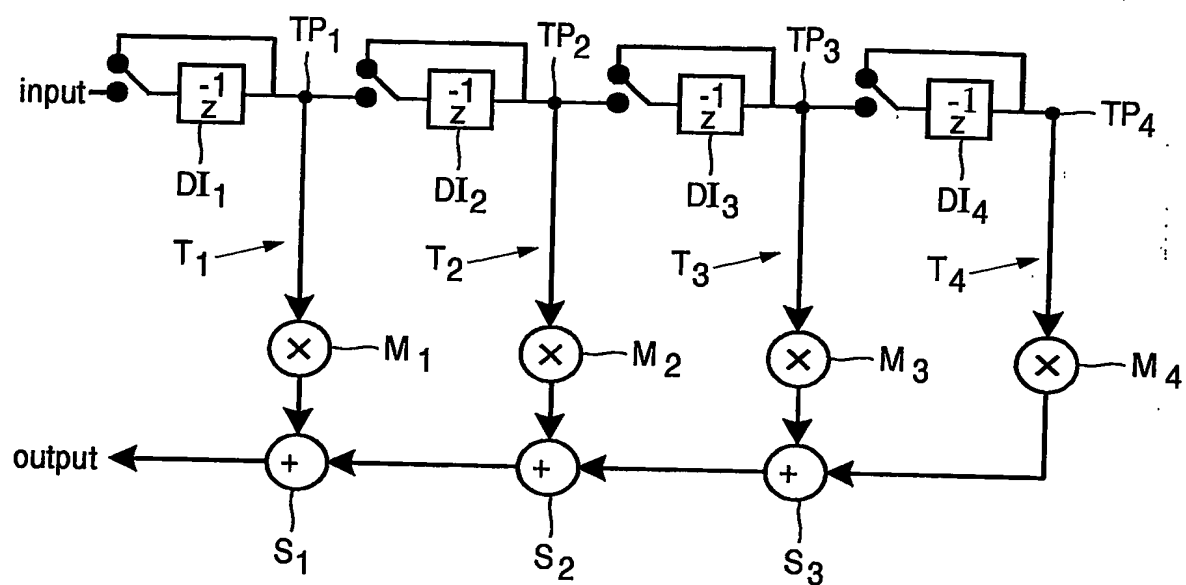 TP1 TP2 TP3
input -1 z -1 z -1 z -1 z TP4
DI1 DI2 DI3 DI4
T1 T2 T3 T4
× M1 × M2 × M3 × M4
output + + +
S1 S2 S3